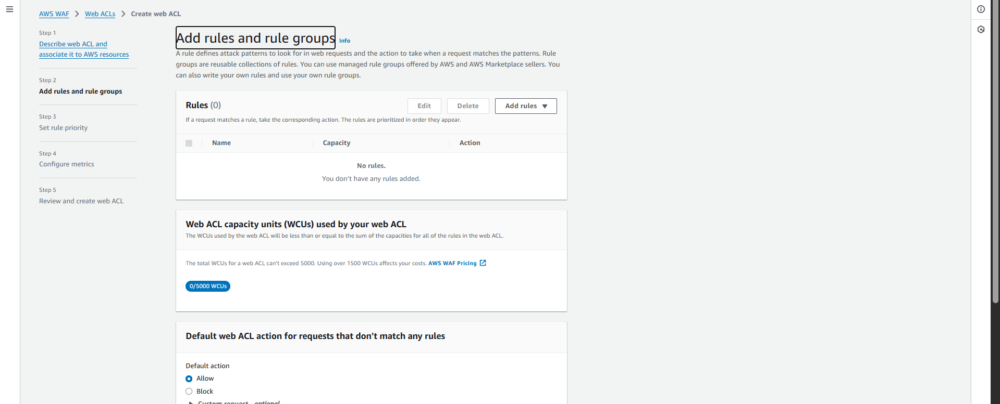 AWS WAF > Web ACLs > Create web ACL
Step 1
Describe web ACL and
associate it to AWS resources
Step 2
Add rules and rule groups
Step 3
Set rule priority
Step 4
Configure metrics
Step 5
Review and create web ACL
Add rules and rule groups Info
A rule defines attack patterns to look for in web requests and the action to take when a request matches the patterns. Rule
groups are reusable collections of rules. You can use managed rule groups offered by AWS and AWS Marketplace sellers. You
can also write your own rules and use your own rule groups.
Rules (0) Edit Delete Add rules
If a request matches a rule, take the corresponding action. The rules are prioritized in order they appear.
Name Capacity Action
No rules.
You don't have any rules added.
Web ACL capacity units (WCUs) used by your web ACL
The WCUs used by the web ACL will be less than or equal to the sum of the capacities for all of the rules in the web ACL.
The total WCUs for a web ACL can't exceed 5000. Using over 1500 WCUs affects your costs. AWS WAF Pricing
0/5000 WCUs
Default web ACL action for requests that don't match any rules
Default action
Allow
Block
Custom request - optional